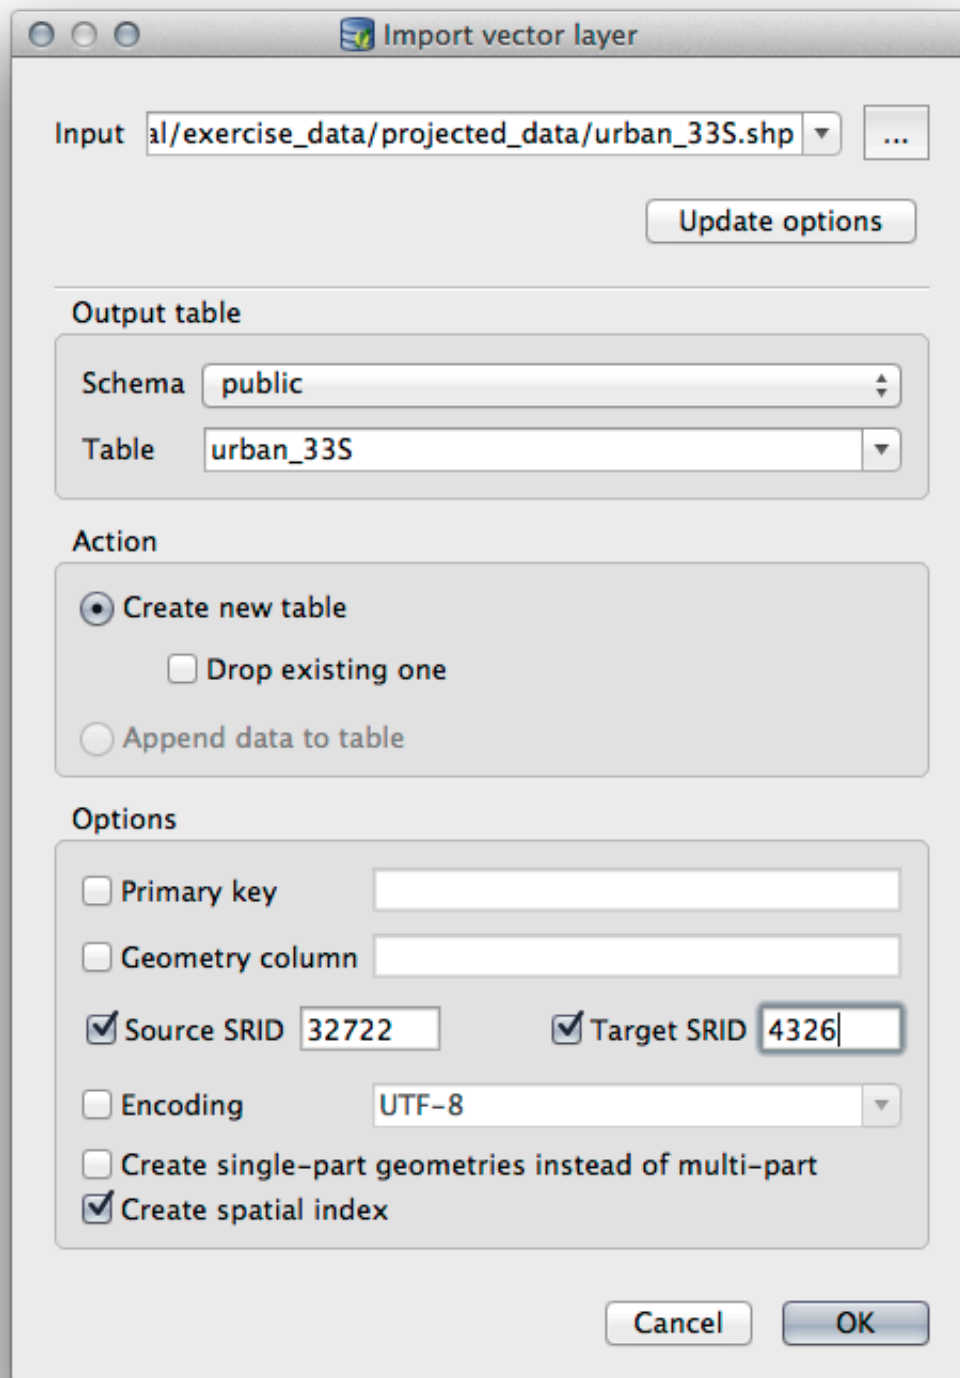 Import vector layer
Input al/exercise_data/projected_data/urban_33S.shp ...
Update options
Output table
Schema public
Table urban_33S
Action
Create new table
Drop existing one
Append data to table
Options
Primary key
Geometry column
Source SRID 32722 Target SRID 4326
Encoding UTF-8
Create single-part geometries instead of multi-part
Create spatial index
Cancel OK